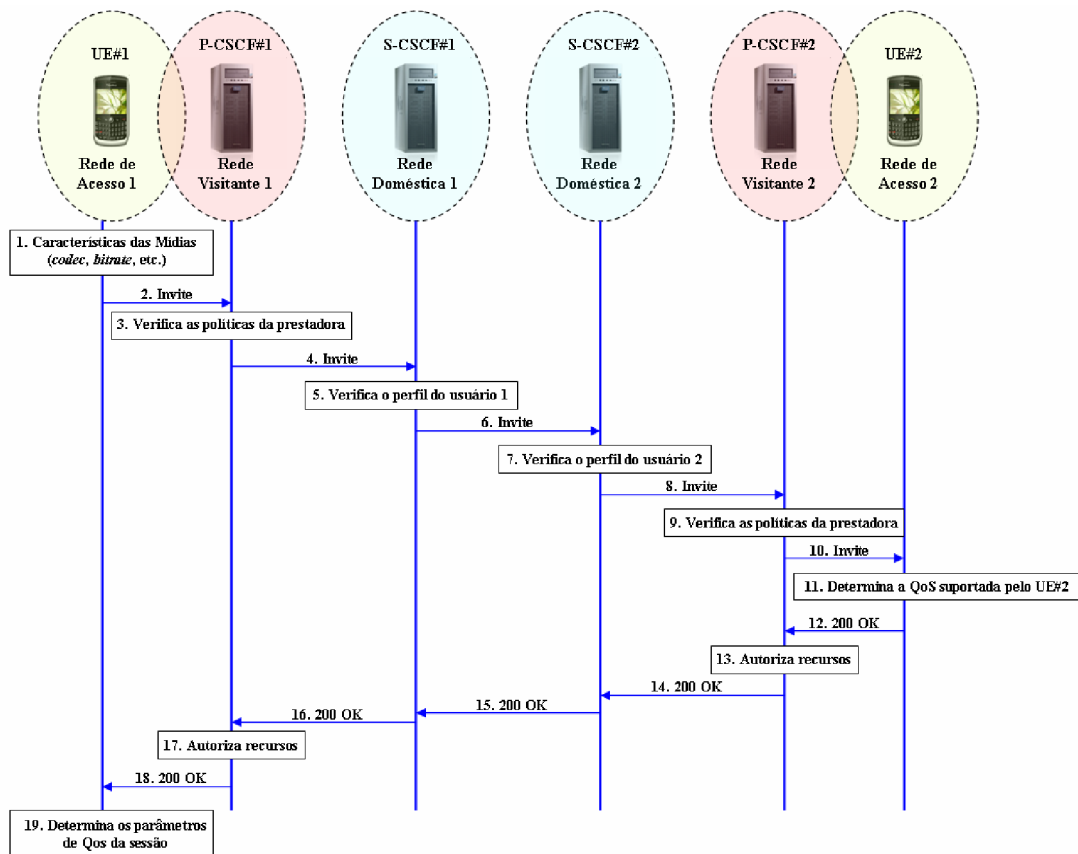 UE#1
P-CSCF#1
S-CSCF#1
S-CSCF#2
P-CSCF#2
UE#2
Rede de
Acesso 1
Rede
Visitante 1
Rede
Doméstica 1
Rede
Doméstica 2
Rede
Visitante 2
Rede de
Acesso 2
1. Características das Mídias
(codec, bitrate, etc.)
2. Invite
3. Verifica as políticas da prestadora
4. Invite
5. Verifica o perfil do usuário 1
6. Invite
7. Verifica o perfil do usuário 2
8. Invite
9. Verifica as políticas da prestadora
10. Invite
11. Determina a QoS suportada pelo UE#2
12. 200 OK
13. Autoriza recursos
14. 200 OK
15. 200 OK
16. 200 OK
17. Autoriza recursos
18. 200 OK
19. Determina os parâmetros
de Qos da sessão